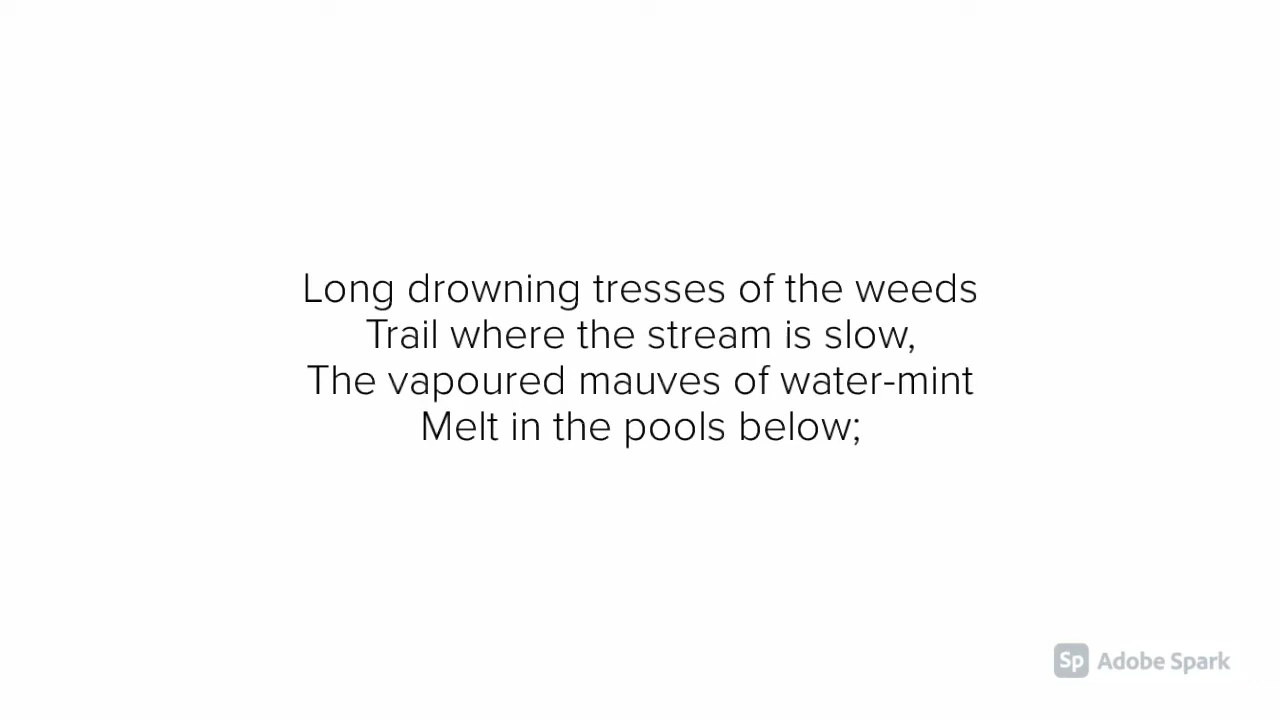 Long drowning tresses of the weeds
Trail where the stream is slow,
The vapoured mauves of water-mint
Melt in the pools below;
Sp Adobe Spark